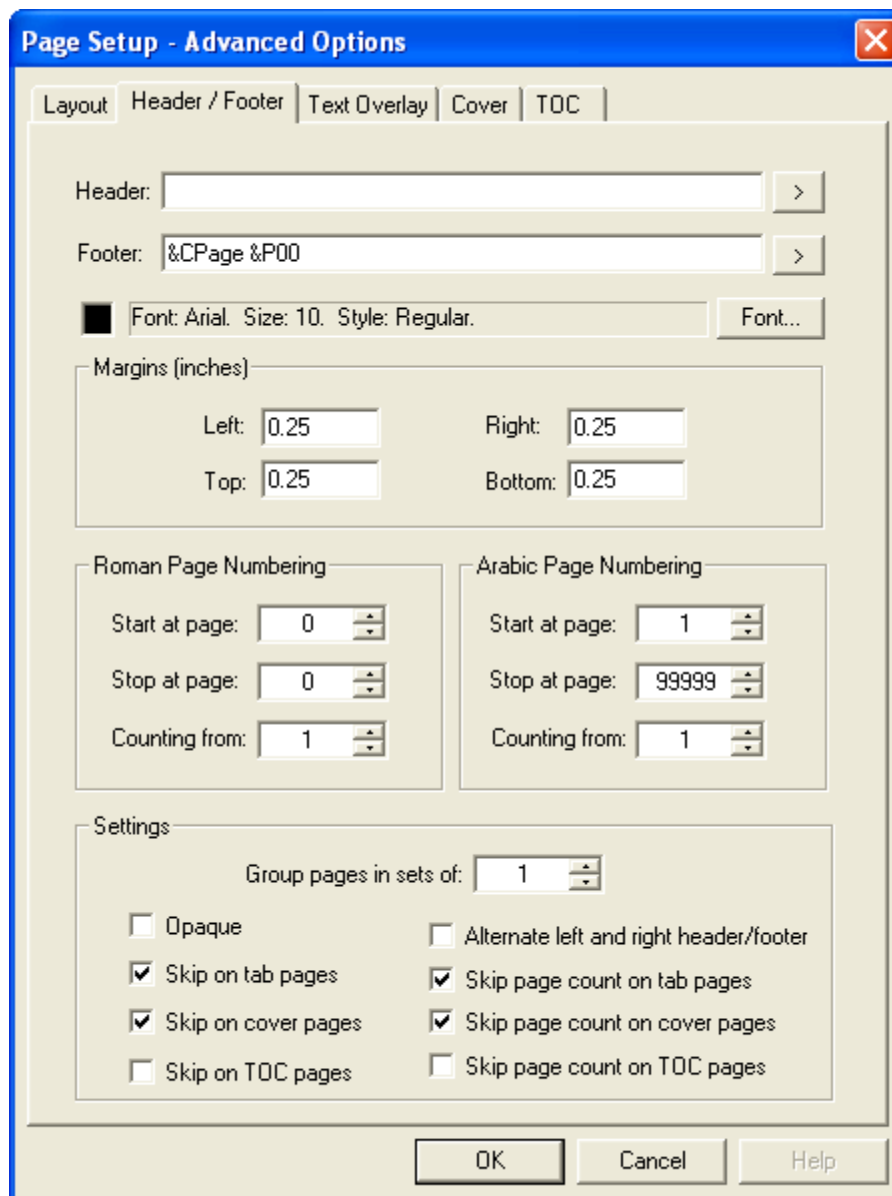 Page Setup - Advanced Options
Layout Header / Footer Text Overlay Cover TOC
Header: >
Footer: &CPage &P00 >
Font: Arial. Size: 10. Style: Regular. Font...
Margins (inches)
Left: 0.25 Right: 0.25
Top: 0.25 Bottom: 0.25
Roman Page Numbering Arabic Page Numbering
Start at page: 0 Start at page: 1
Stop at page: 0 Stop at page: 99999
Counting from: 1 Counting from: 1
Settings
Group pages in sets of: 1
Opaque Alternate left and right header/footer
Skip on tab pages Skip page count on tab pages
Skip on cover pages Skip page count on cover pages
Skip on TOC pages Skip page count on TOC pages
OK Cancel Help